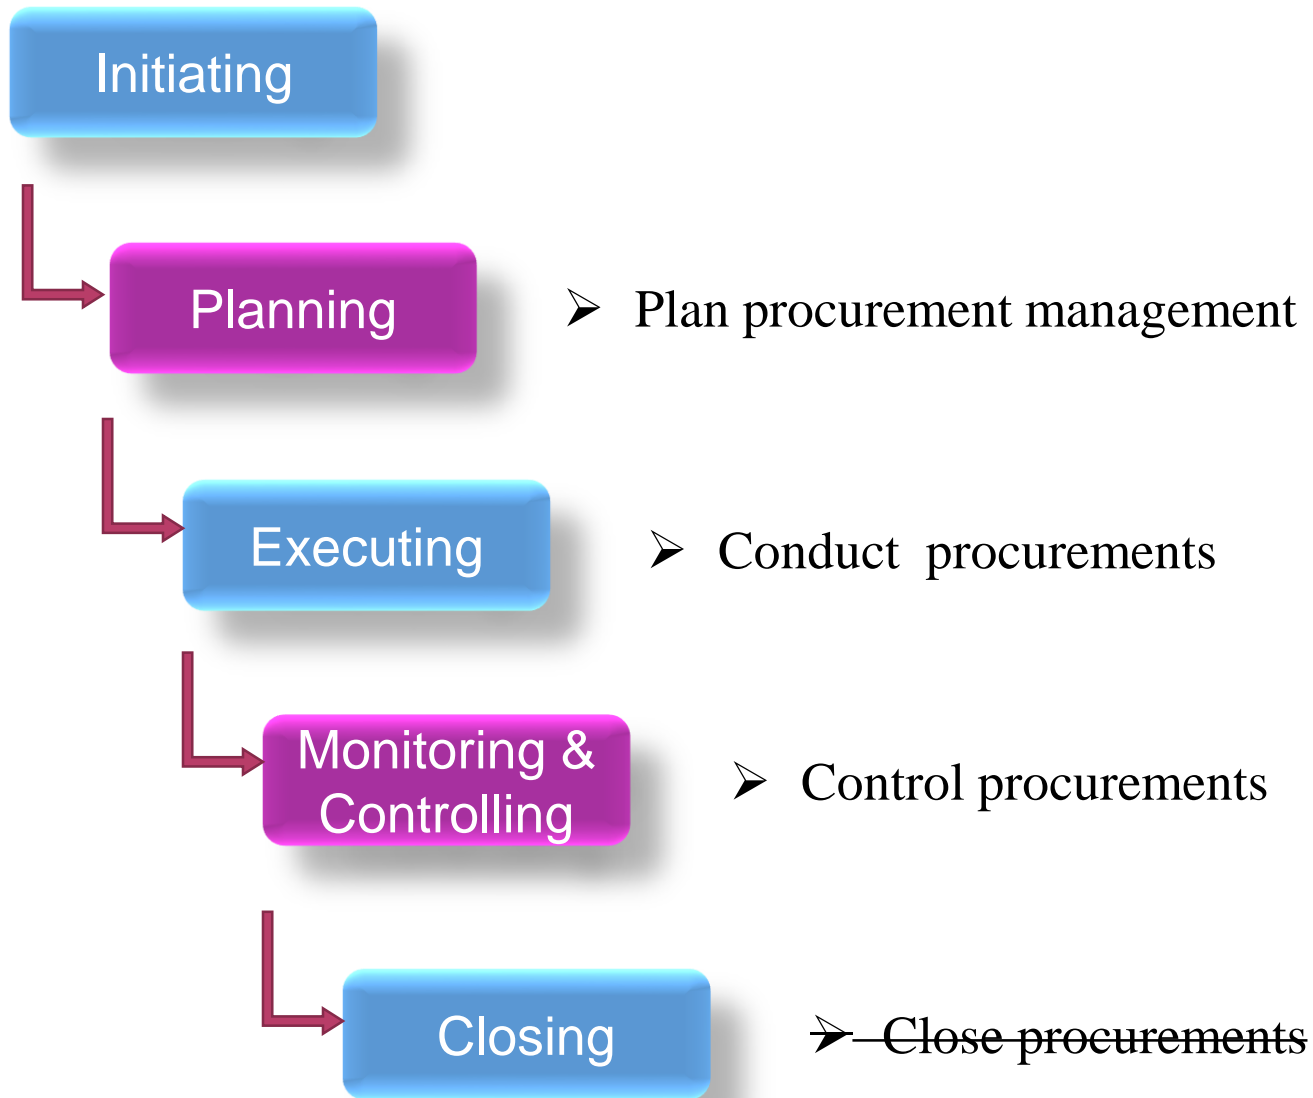 Initiating
Planning
➢ Plan procurement management
Executing
➢ Conduct  procurements
Monitoring &
Controlling
➢ Control procurements
Closing
➢ Close procurements